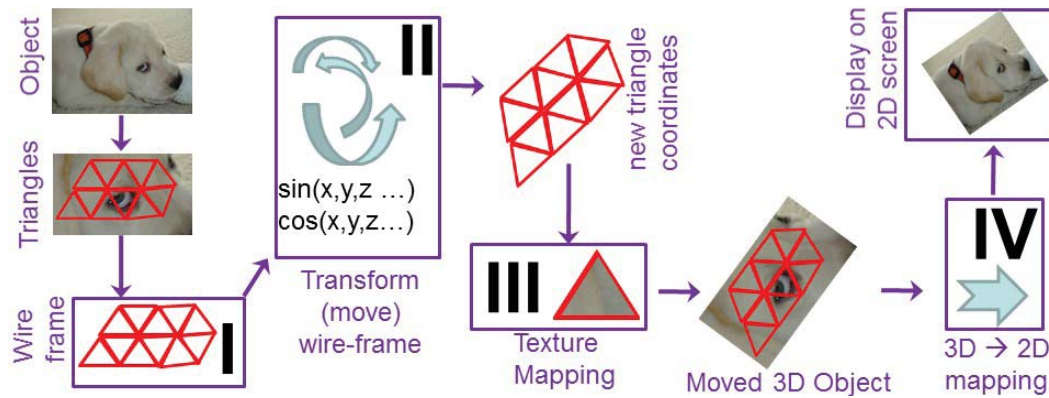 Object
Triangles
Wire
frame
I
II
sin(x,y,z …)
cos(x,y,z…)
Transform
(move)
wire-frame
new triangle
coordinates
III
Texture
Mapping
Moved 3D Object
IV
3D → 2D
mapping
Display on
2D screen